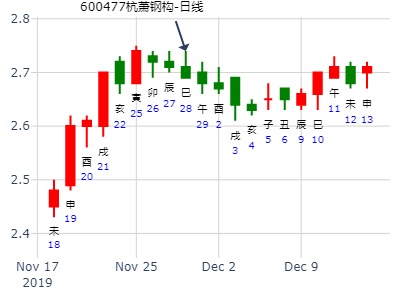 600477杭萧钢构-日线
2.8
2.7
2.6
2.5
2.4
未
18
申
19
酉
20
戌
21
亥
22
寅
25
卯
26
辰
27
巳
28
午
29
酉
2
戌
3
亥
4
子
5
丑
6
辰
9
巳
10
午
11
未
12
申
13
Nov 17
2019
Nov 25
Dec 2
Dec 9